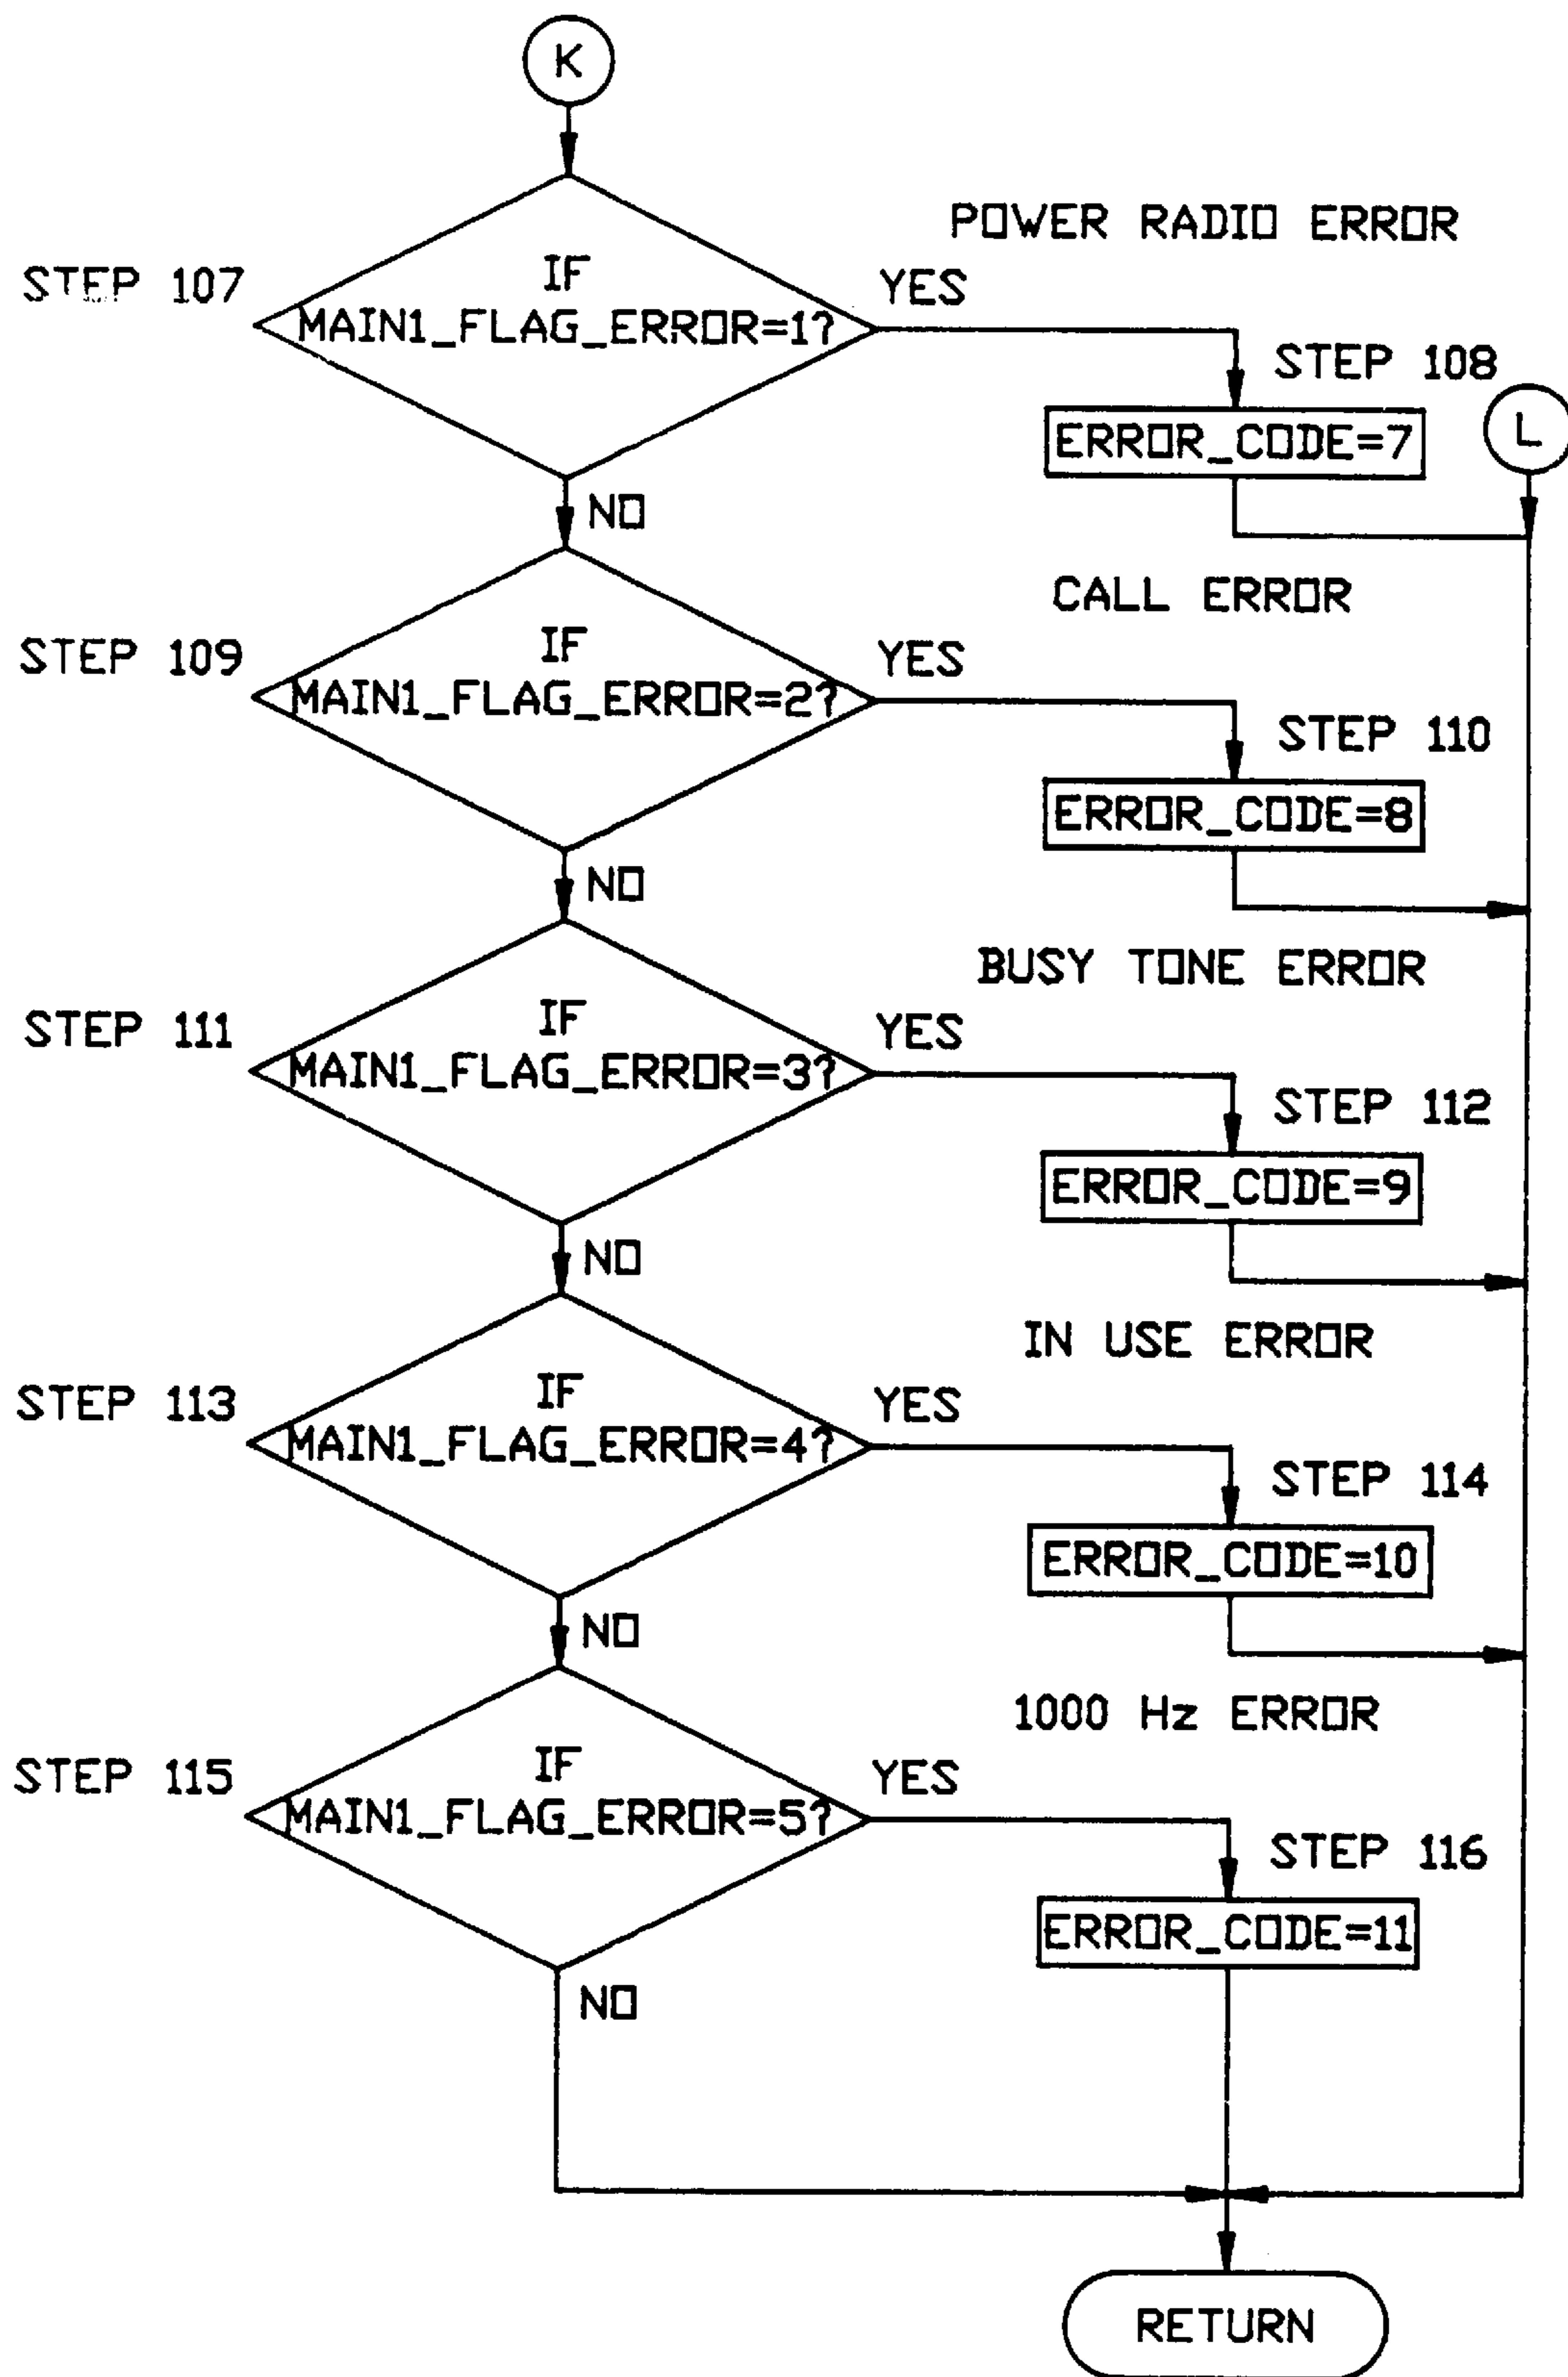 K
POWER RADIO ERROR
STEP 107
IF
MAIN1_FLAG_ERROR=1?
YES
STEP 108
ERROR_CODE=7
L
NO
CALL ERROR
STEP 109
IF
MAIN1_FLAG_ERROR=2?
YES
STEP 110
ERROR_CODE=8
NO
BUSY TONE ERROR
STEP 111
IF
MAIN1_FLAG_ERROR=3?
YES
STEP 112
ERROR_CODE=9
NO
IN USE ERROR
STEP 113
IF
MAIN1_FLAG_ERROR=4?
YES
STEP 114
ERROR_CODE=10
NO
1000 Hz ERROR
STEP 115
IF
MAIN1_FLAG_ERROR=5?
YES
STEP 116
ERROR_CODE=11
NO
RETURN